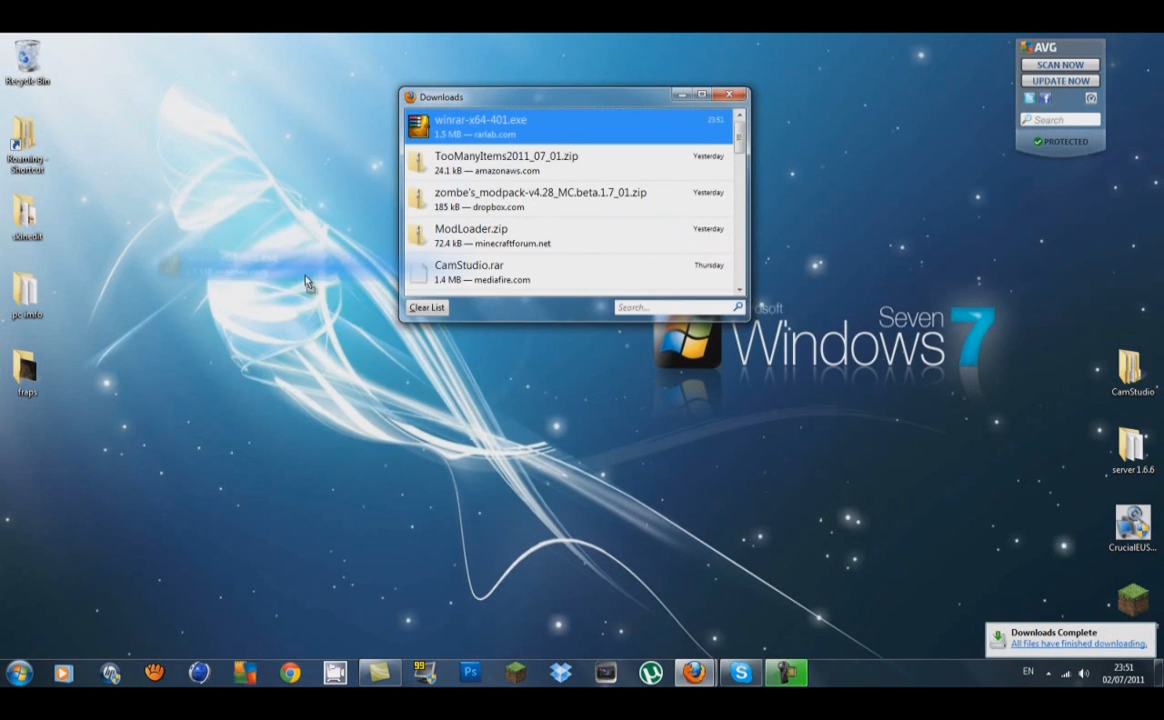 Recycle Bin
Roaming -
Shortcut
skinedit
pc imfo
fraps
Downloads
winrar-x64-401.exe
23:51
1.5 MB — rarlab.com
TooManyItems2011_07_01.zip
Yesterday
24.1 kB — amazonaws.com
zombe's_modpack-v4.28_MC.beta.1.7_01.zip
Yesterday
185 kB — dropbox.com
ModLoader.zip
Yesterday
72.4 kB — minecraftforum.net
CamStudio.rar
Thursday
1.4 MB — mediafire.com
Clear List
Search...
AVG
SCAN NOW
UPDATE NOW
Search
PROTECTED
Seven
Windows 7
CamStudio
server 1.6.6
CrucialEUS...
Downloads Complete
All files have finished downloading.
99
Ps
EN
23:51
02/07/2011